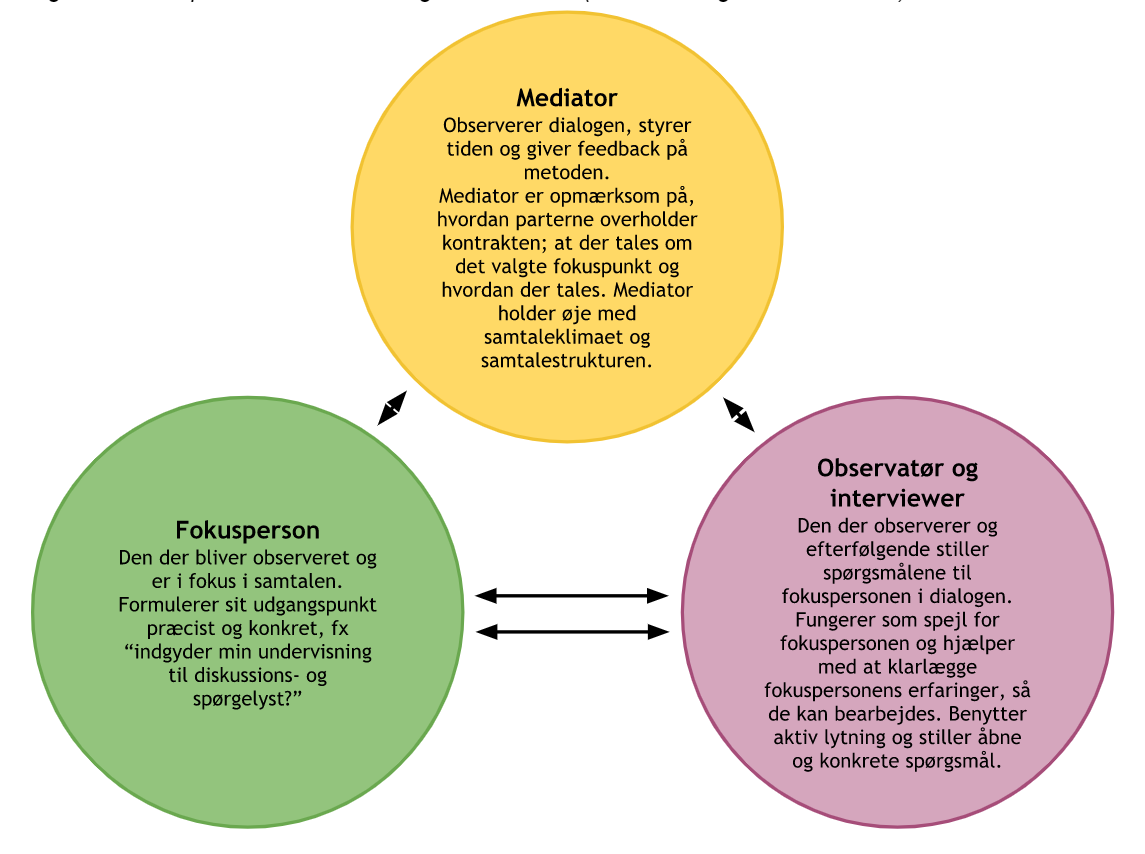 Mediator
Observerer dialogen, styrer
tiden og giver feedback på
metoden.
Mediator er opmærksom på,
hvordan parterne overholder
kontrakten; at der tales om
det valgte fokuspunkt og
hvordan der tales. Mediator
holder øje med
samtaleklimaet og
samtalestrukturen.
Fokusperson
Den der bliver observeret og
er i fokus i samtalen.
Formulerer sit udgangspunkt
præcist og konkret, fx
“indgyder min undervisning
til diskussions- og
spørgelyst?”
Observatør og
interviewer
Den der observerer og
efterfølgende stiller
spørgsmålene til
fokuspersonen i dialogen.
Fungerer som spejl for
fokuspersonen og hjælper
med at klarlægge
fokuspersonens erfaringer, så
de kan bearbejdes. Benytter
aktiv lytning og stiller åbne
og konkrete spørgsmål.